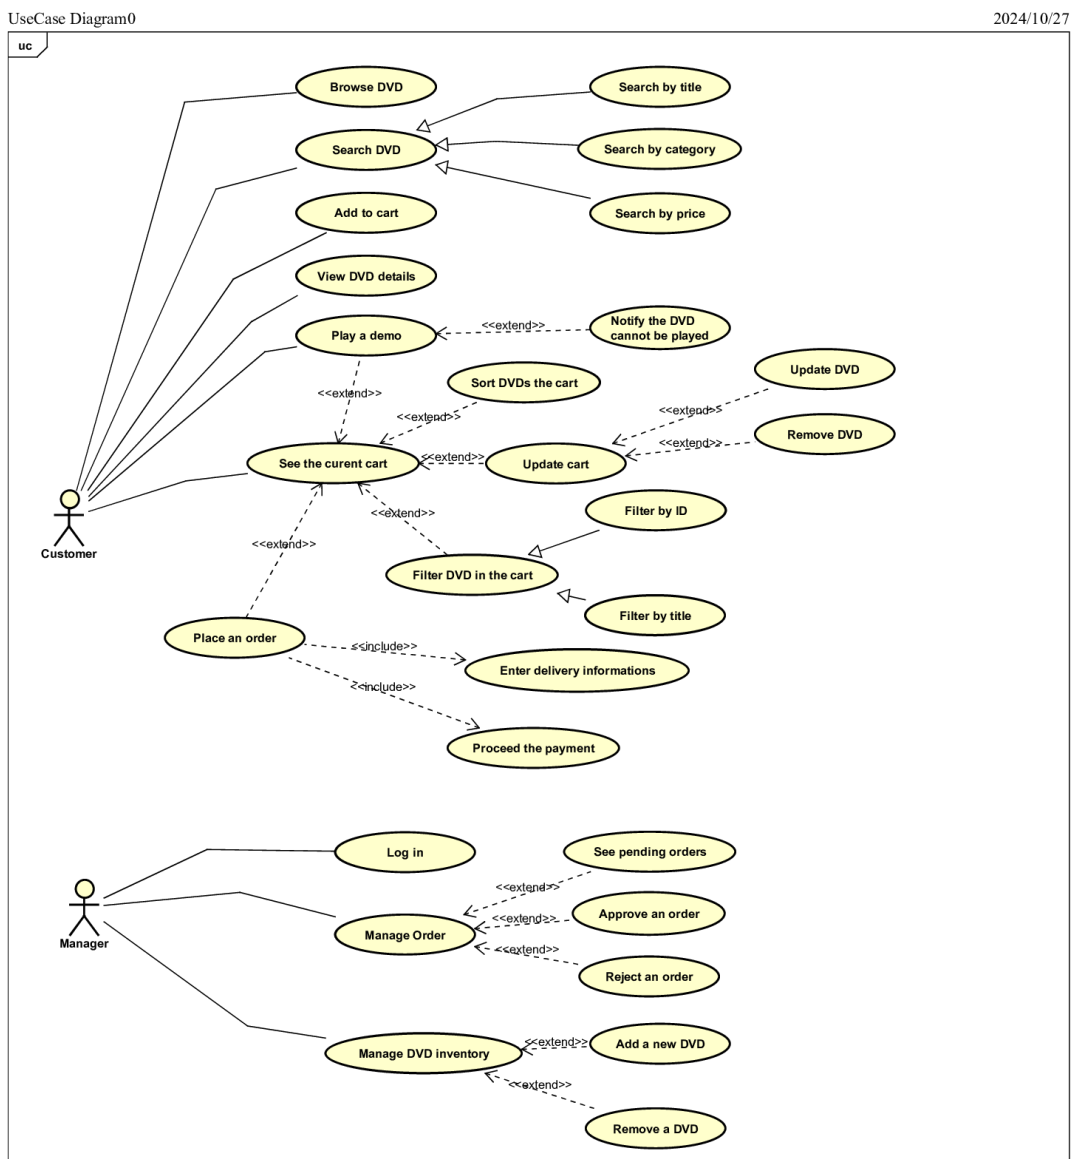 UseCase Diagram0
2024/10/27
uc
Browse DVD
Search by title
Search DVD
Search by category
Add to cart
Search by price
View DVD details
Play a demo
<<extend>>
Notify the DVD
cannot be played
<<extend>>
Sort DVDs the cart
<<extend>>
Update DVD
<<extend>>
See the curent cart
<<extend>>
Update cart
<<extend>>
Remove DVD
Customer
<<extend>>
<<extend>>
Filter by ID
Filter DVD in the cart
Filter by title
Place an order
<<include>>
Enter delivery informations
<<include>>
Proceed the payment
Log in
See pending orders
<<extend>>
Manager
Manage Order
<<extend>>
Approve an order
<<extend>>
Reject an order
Manage DVD inventory
<<extend>>
Add a new DVD
<<extend>>
Remove a DVD